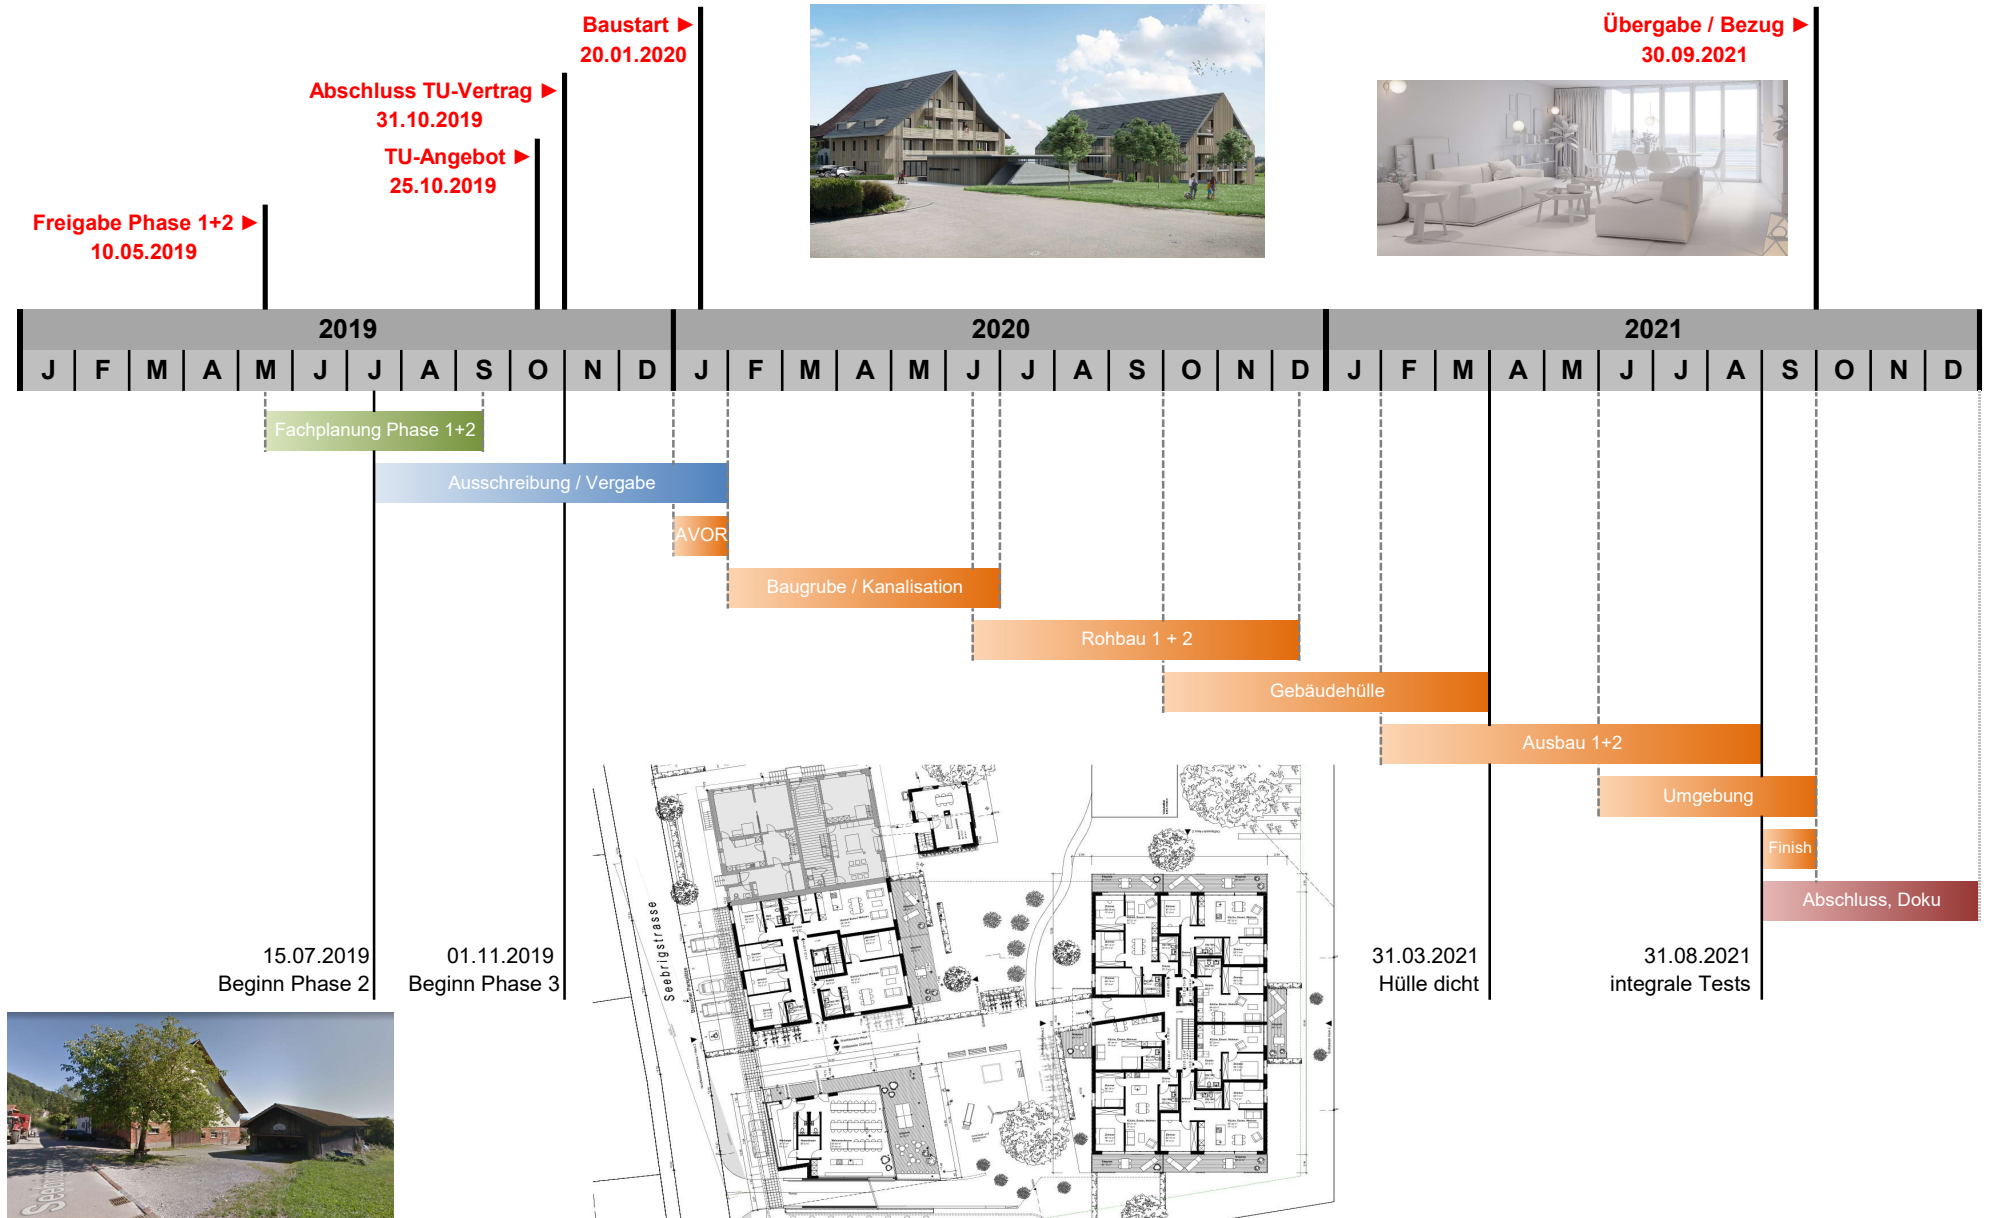 Baustart ►
20.01.2020
Übergabe / Bezug ►
30.09.2021
Abschluss TU-Vertrag ►
31.10.2019
TU-Angebot ►
25.10.2019
Freigabe Phase 1+2 ►
10.05.2019
2019 2020 2021
J F M A M J J A S O N D J F M A M J J A S O N D J F M A M J J A S O N D
Fachplanung Phase 1+2
Ausschreibung / Vergabe
AVOR
Baugrube / Kanalisation
Rohbau 1 + 2
Gebäudehülle
Ausbau 1+2
Umgebung
Finish
Abschluss, Doku
15.07.2019
Beginn Phase 2
01.11.2019
Beginn Phase 3
31.03.2021
Hülle dicht
31.08.2021
integrale Tests
Seebrigstrasse